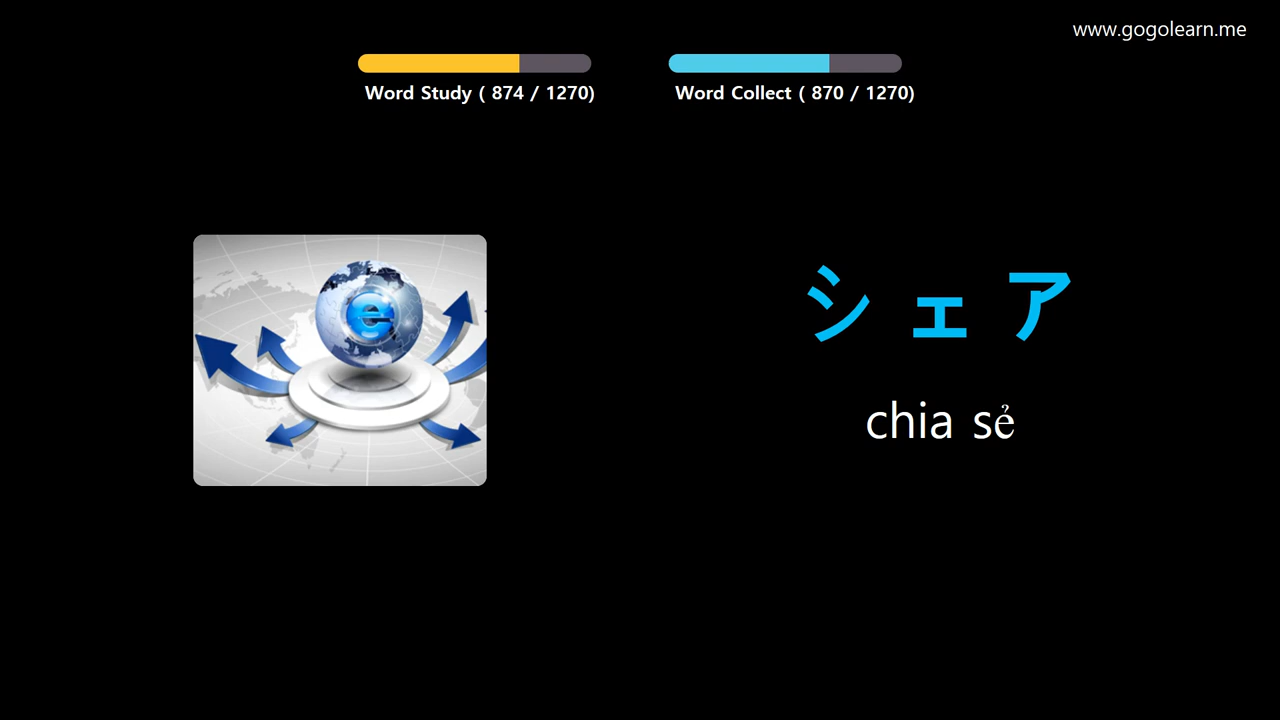 www.gogolearn.me
Word Study ( 874 / 1270)
Word Collect ( 870 / 1270)
e
シェア
chia sẻ